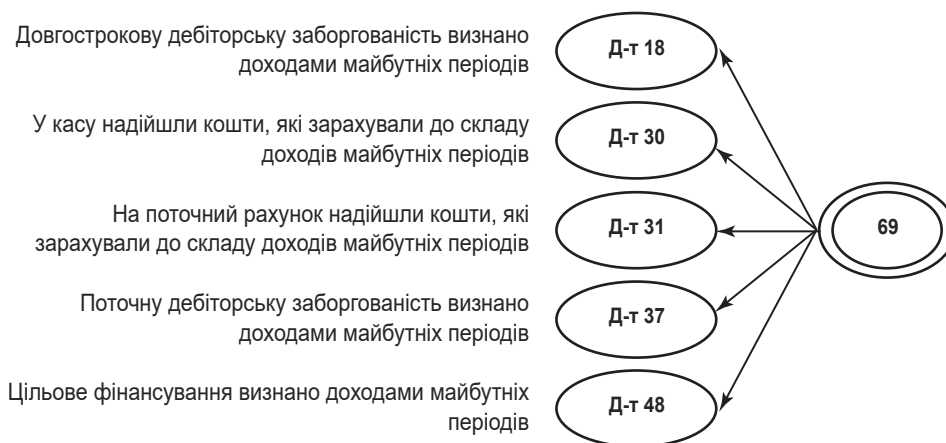 Довгострокову дебіторську заборгованість визнано
доходами майбутніх періодів
Д-т 18
У касу надійшли кошти, які зарахували до складу
доходів майбутніх періодів
Д-т 30
На поточний рахунок надійшли кошти, які
зарахували до складу доходів майбутніх періодів
Д-т 31
69
Поточну дебіторську заборгованість визнано
доходами майбутніх періодів
Д-т 37
Цільове фінансування визнано доходами майбутніх
періодів
Д-т 48